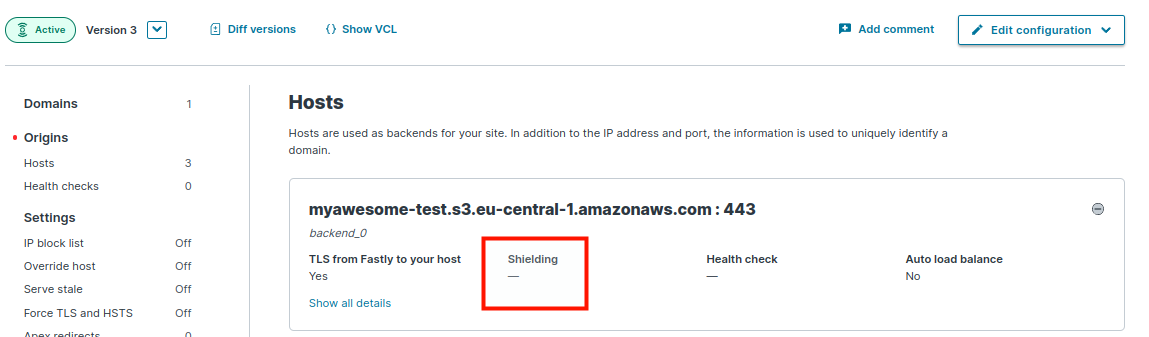 Active
Version 3
Diff versions
Show VCL
Add comment
Edit configuration
Domains 1
Origins
Hosts 3
Health checks 0
Settings
IP block list Off
Override host Off
Serve stale Off
Force TLS and HSTS Off
Apex redirects 0
Hosts
Hosts are used as backends for your site. In addition to the IP address and port, the information is used to uniquely identify a
domain.
myawesome-test.s3.eu-central-1.amazonaws.com : 443
backend_0
TLS from Fastly to your host
Yes
Shielding
—
Health check
—
Auto load balance
No
Show all details